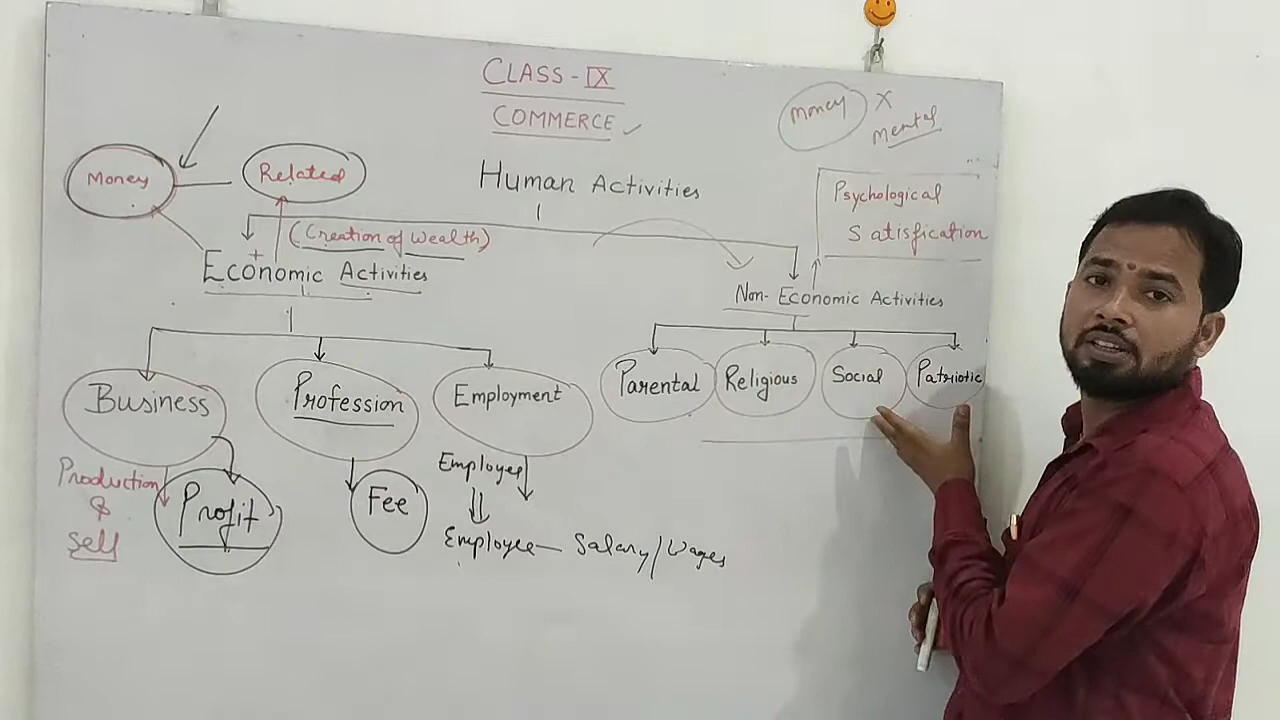 CLASS - IX
COMMERCE
Money X
Mental
Money
Related
Human Activities
Psychological
Satisfication
(Creation of Wealth)
Economic Activities
Non-Economic Activities
Business
Profession
Employment
Parental
Religious
Social
Patriotic
Production
&
Sell
Profit
Fee
Employer
Employee — Salary/Wages